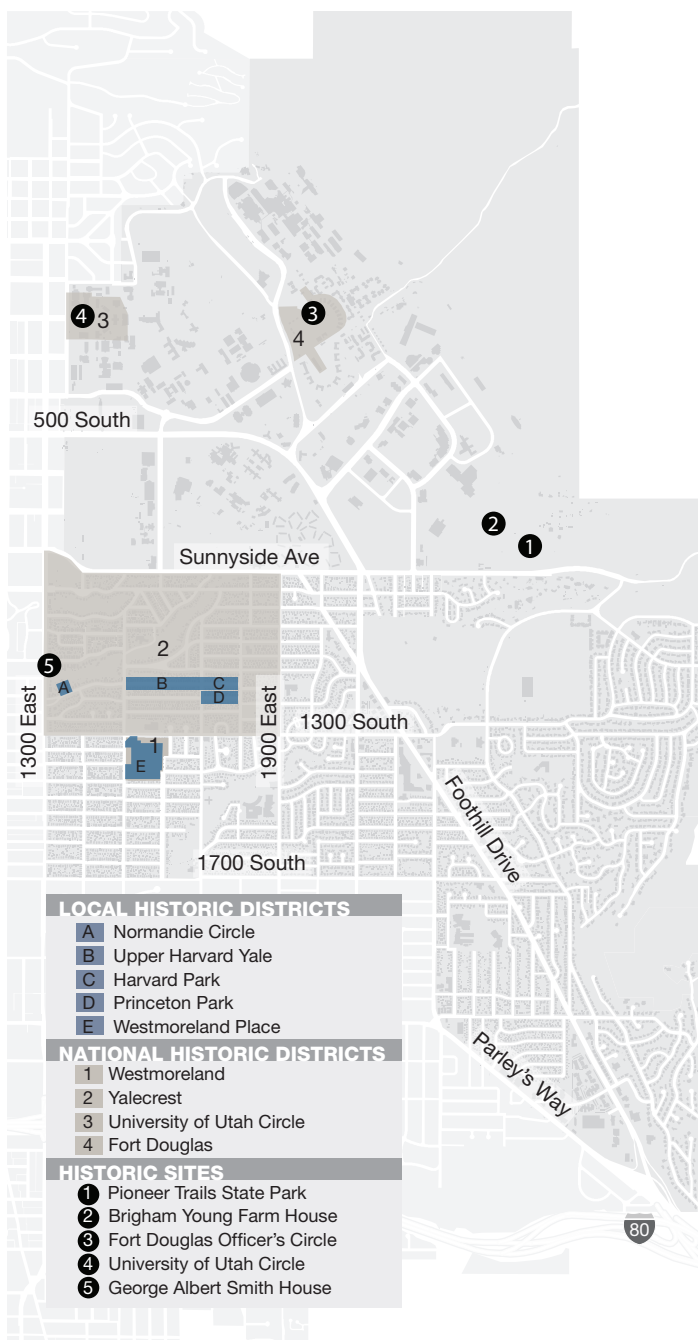 4 3
3
4
500 South
2
1
Sunnyside Ave
2
5
A
B
C
D
1300 East
1900 East
1300 South
1
E
Foothill Drive
1700 South
LOCAL HISTORIC DISTRICTS
A Normandie Circle
B Upper Harvard Yale
C Harvard Park
D Princeton Park
E Westmoreland Place
NATIONAL HISTORIC DISTRICTS
1 Westmoreland
2 Yalecrest
3 University of Utah Circle
4 Fort Douglas
HISTORIC SITES
1 Pioneer Trails State Park
2 Brigham Young Farm House
3 Fort Douglas Officer's Circle
4 University of Utah Circle
5 George Albert Smith House
Parley's Way
80